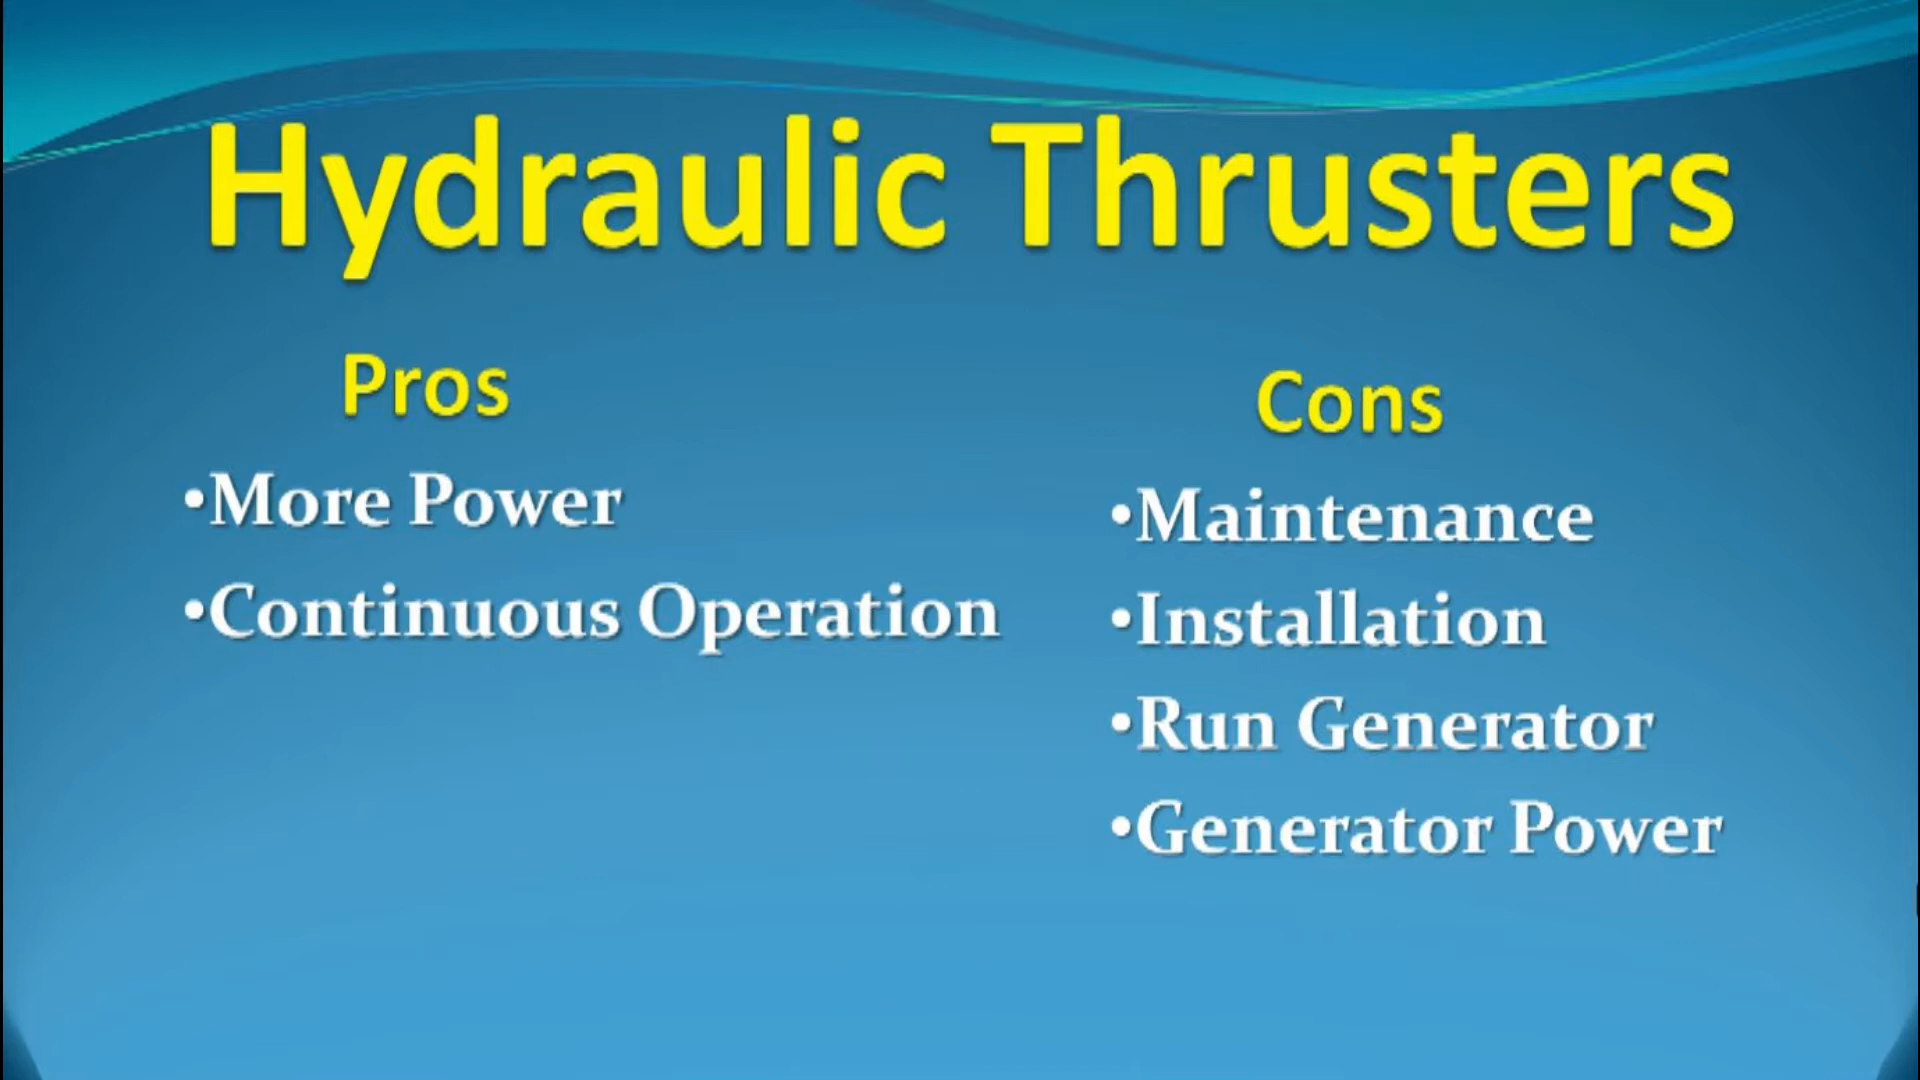 Hydraulic Thrusters
Pros
•More Power
•Continuous Operation
Cons
•Maintenance
•Installation
•Run Generator
•Generator Power